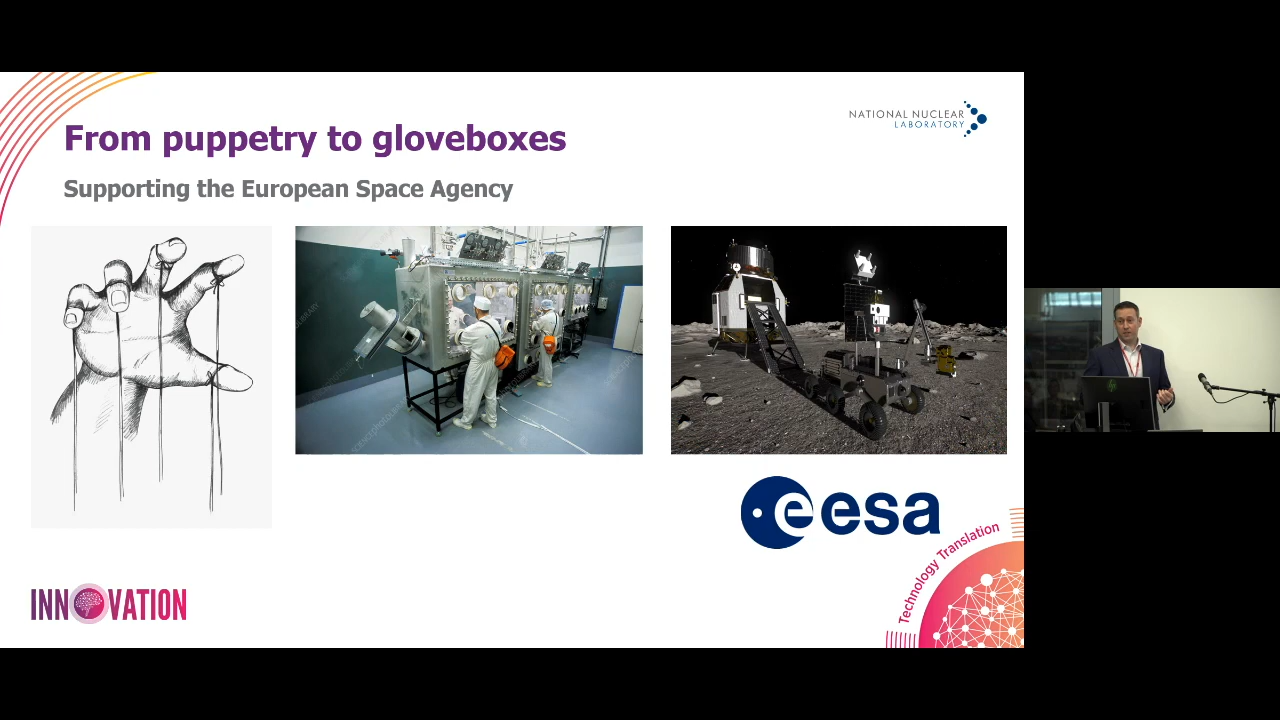 From puppetry to gloveboxes
NATIONAL NUCLEAR
LABORATORY
Supporting the European Space Agency
esa
INNOVATION
Technology Translation